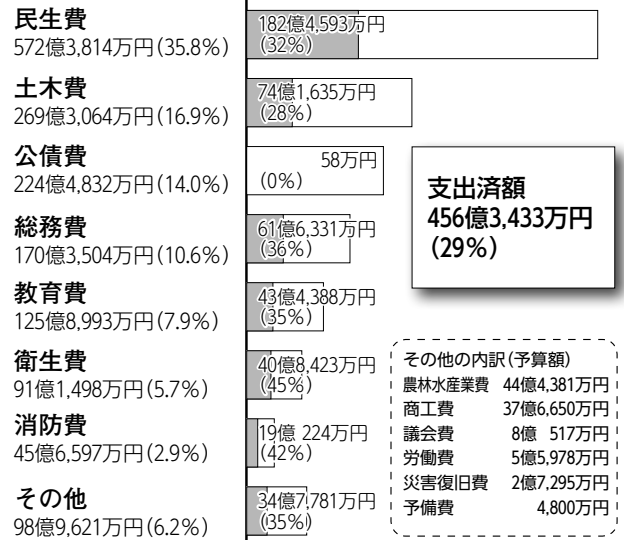 民生費
572億3,814万円(35.8%)
182億4,593万円
(32%)
土木費
269億3,064万円(16.9%)
74億1,635万円
(28%)
公債費
224億4,832万円(14.0%)
58万円
(0%)
総務費
170億3,504万円(10.6%)
61億6,331万円
(36%)
教育費
125億8,993万円(7.9%)
43億4,388万円
(35%)
衛生費
91億1,498万円(5.7%)
40億8,423万円
(45%)
消防費
45億6,597万円(2.9%)
19億 224万円
(42%)
その他
98億9,621万円(6.2%)
34億7,781万円
(35%)
支出済額
456億3,433万円
(29%)
その他の内訳(予算額)
農林水産業費 44億4,381万円
商工費 37億6,650万円
議会費 8億 517万円
労働費 5億5,978万円
災害復旧費 2億7,295万円
予備費 4,800万円